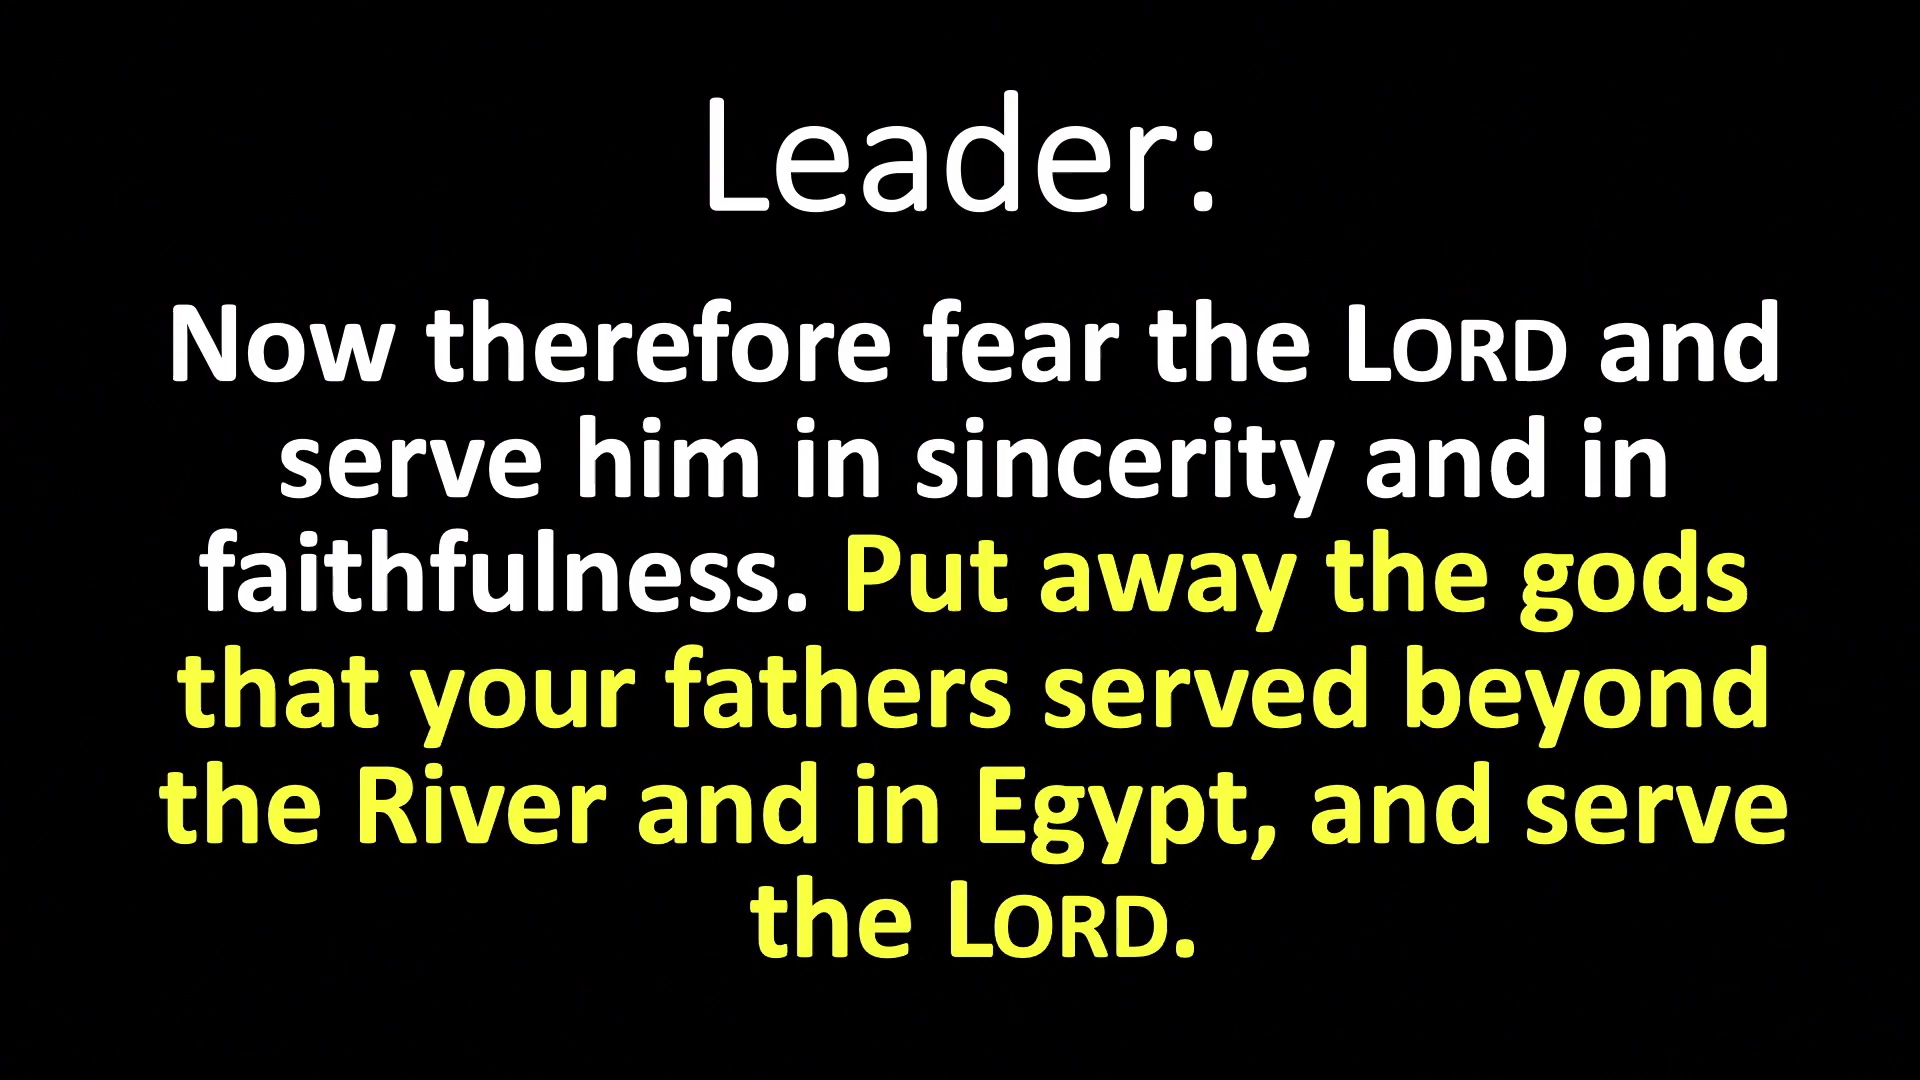 Leader:
Now therefore fear the LORD and
serve him in sincerity and in
faithfulness. Put away the gods
that your fathers served beyond
the River and in Egypt, and serve
the LORD.